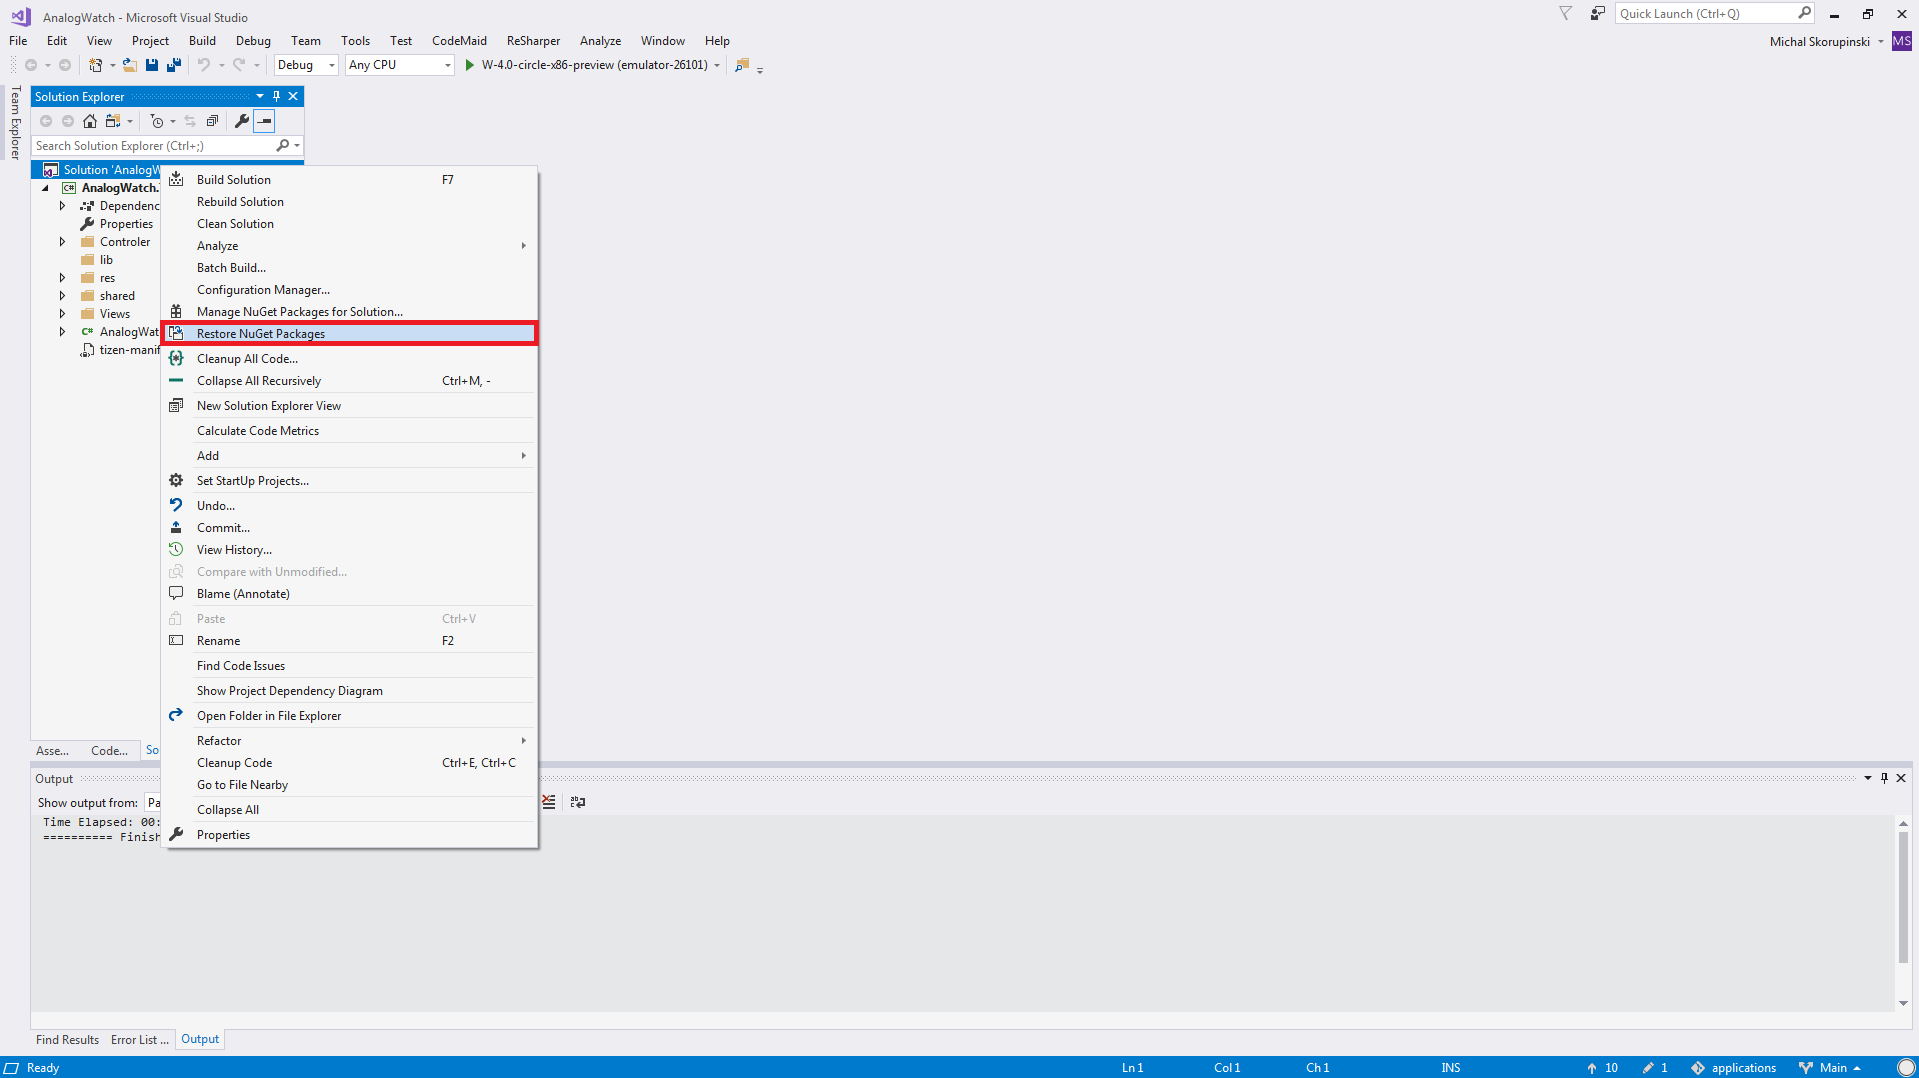 AnalogWatch - Microsoft Visual Studio
Quick Launch (Ctrl+Q)
File Edit View Project Build Debug Team Tools Test CodeMaid ReSharper Analyze Window Help
Michal Skorupinski MS
Debug Any CPU W-4.0-circle-x86-preview (emulator-26101)
Team Explorer
Solution Explorer
Search Solution Explorer (Ctrl+;)
Solution 'AnalogW
C# AnalogWatch.
Dependenc
Properties
Controler
lib
res
shared
Views
C# AnalogWat
tizen-manif
Build Solution F7
Rebuild Solution
Clean Solution
Analyze
Batch Build...
Configuration Manager...
Manage NuGet Packages for Solution...
Restore NuGet Packages
Cleanup All Code...
Collapse All Recursively Ctrl+M, -
New Solution Explorer View
Calculate Code Metrics
Add
Set StartUp Projects...
Undo...
Commit...
View History...
Compare with Unmodified...
Blame (Annotate)
Paste Ctrl+V
Rename F2
Find Code Issues
Show Project Dependency Diagram
Open Folder in File Explorer
Refactor
Cleanup Code Ctrl+E, Ctrl+C
Go to File Nearby
Collapse All
Properties
Asse... Code... So
Output
Show output from: Pa
Time Elapsed: 00:
========== Finish
Find Results Error List ... Output
Ready Ln 1 Col 1 Ch 1 INS 10 1 applications Main